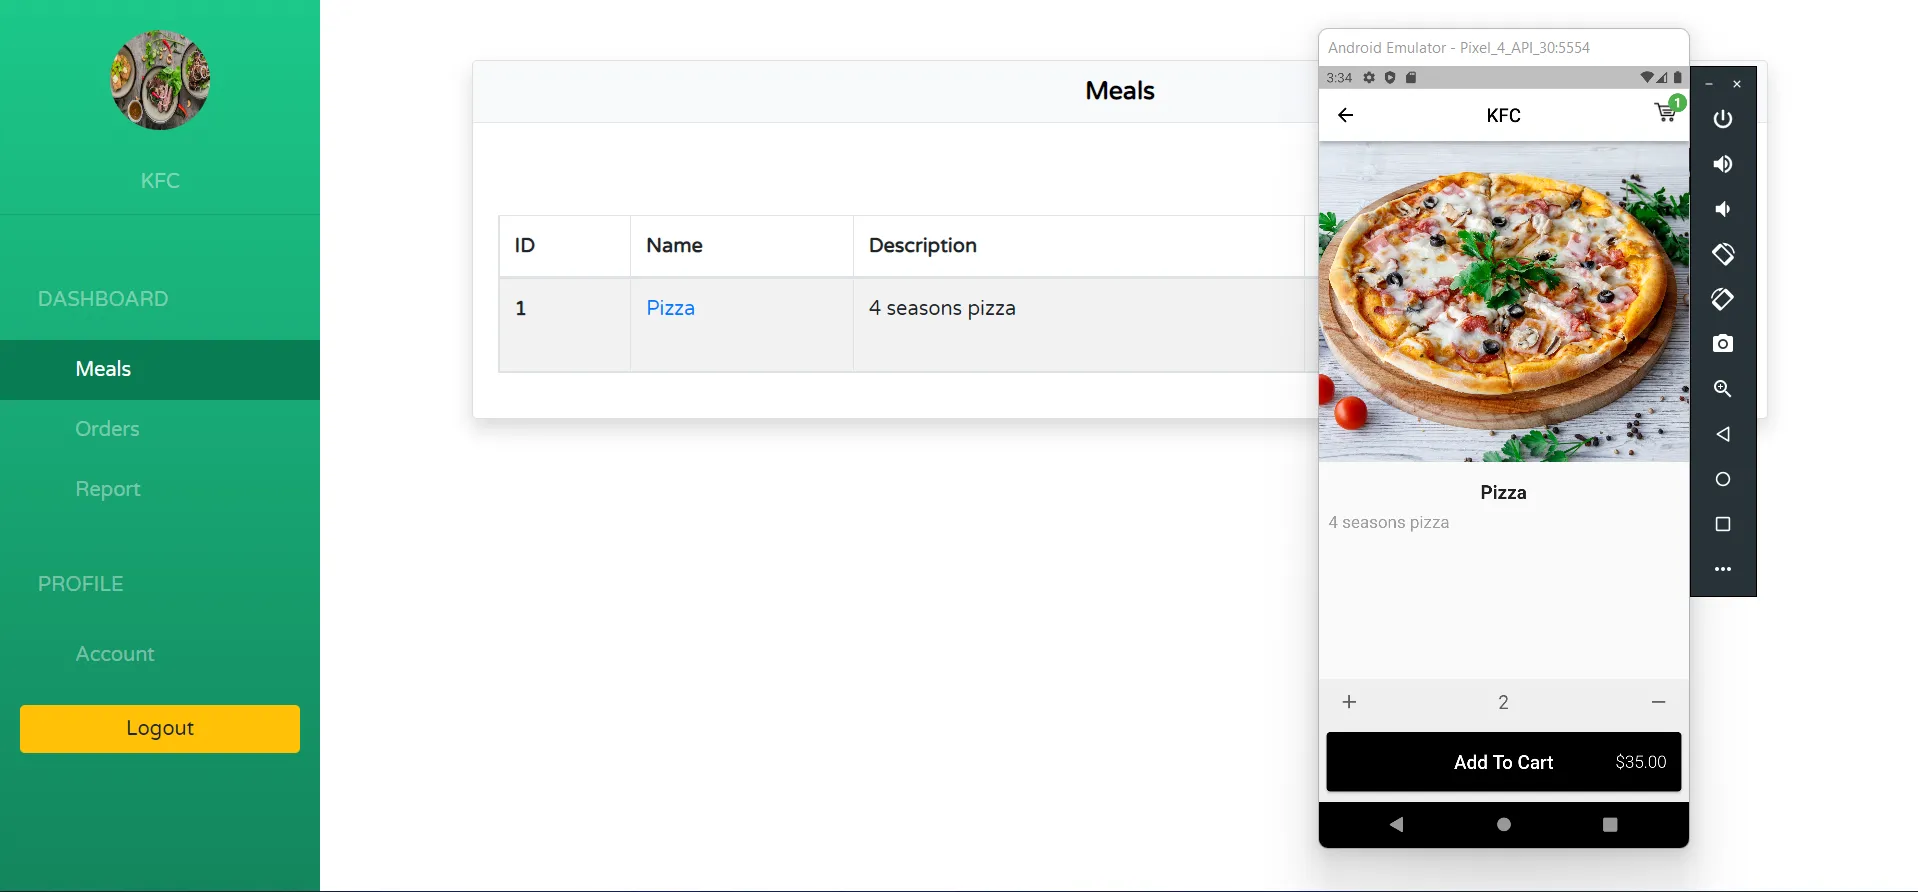 KFC
DASHBOARD
Meals
Orders
Report
PROFILE
Account
Logout
Meals
ID Name Description
1 Pizza 4 seasons pizza
Android Emulator - Pixel_4_API_30:5554
3:34
KFC
1
Pizza
4 seasons pizza
+ 2 −
Add To Cart $35.00